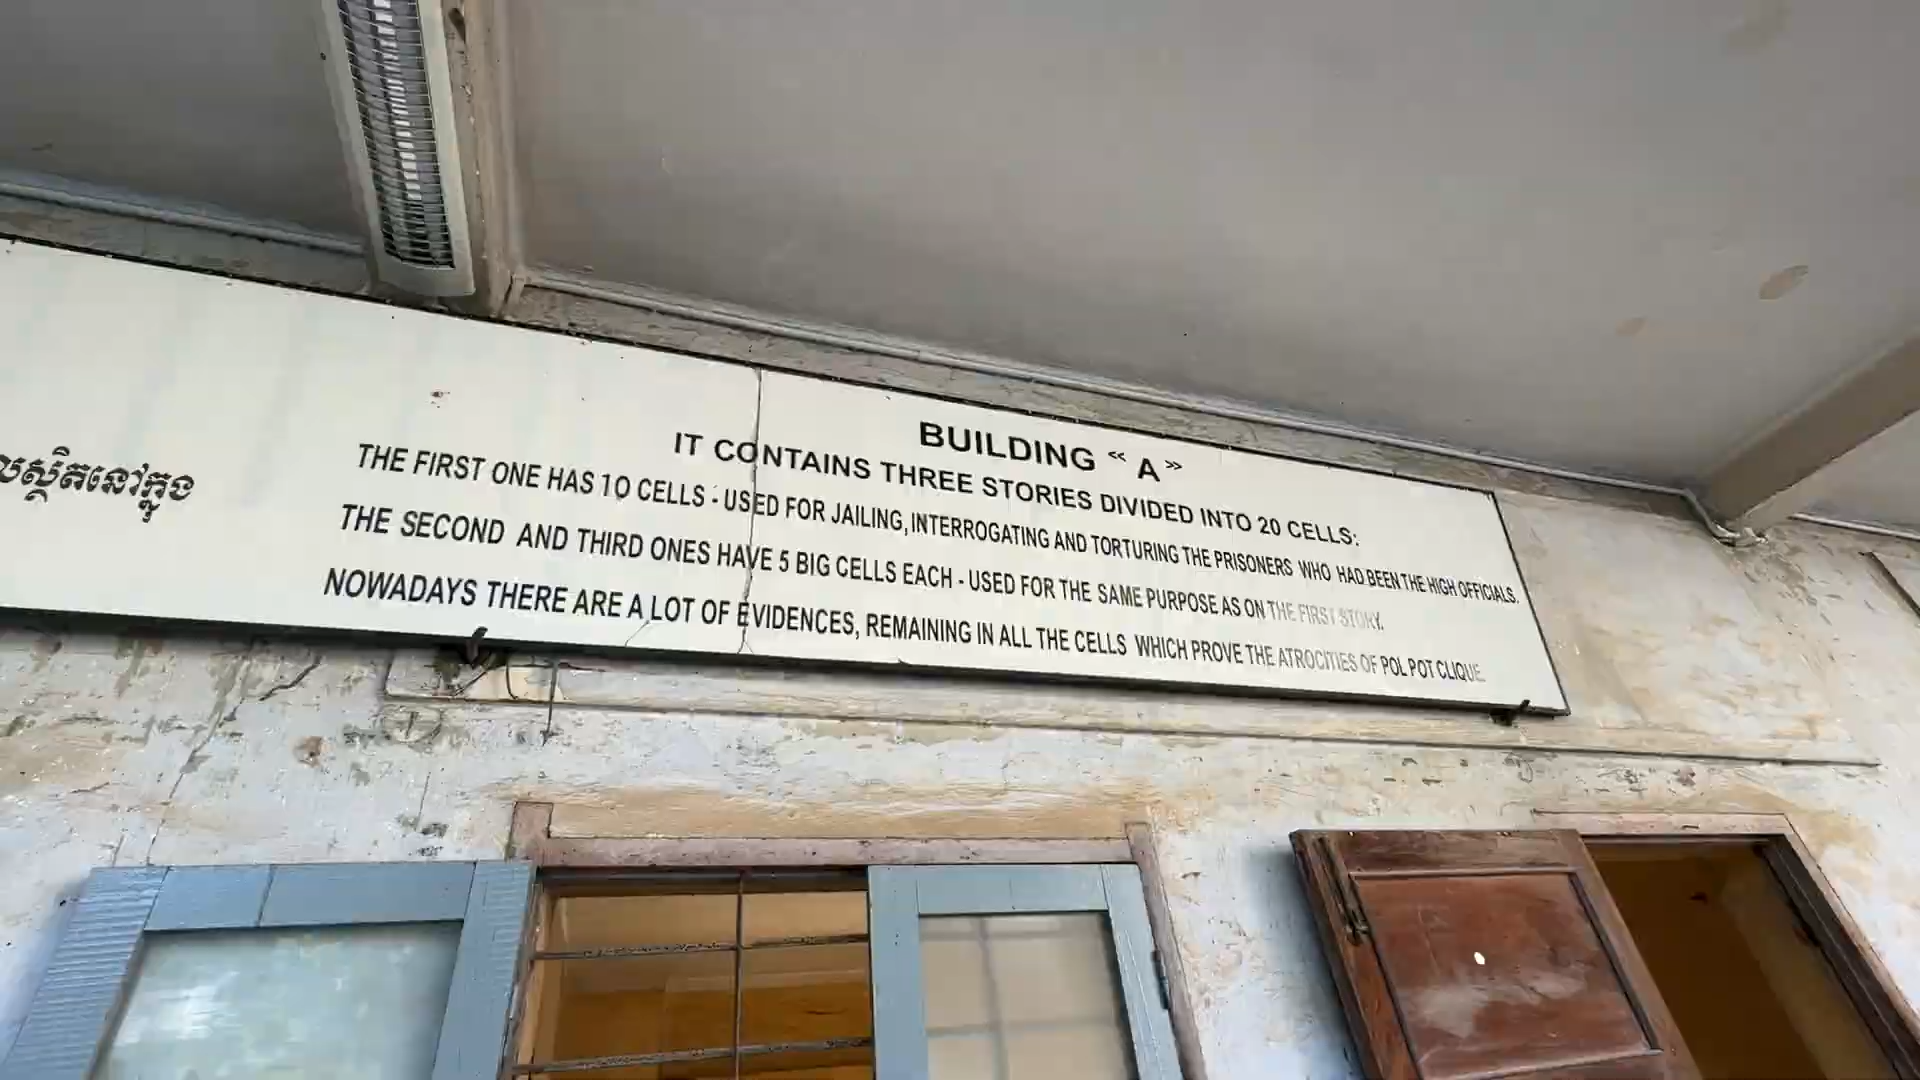 លស្ថិតនៅក្នុង
BUILDING “ A ”
IT CONTAINS THREE STORIES DIVIDED INTO 20 CELLS:
THE FIRST ONE HAS 10 CELLS - USED FOR JAILING, INTERROGATING AND TORTURING THE PRISONERS WHO HAD BEEN THE HIGH OFFICIALS.
THE SECOND AND THIRD ONES HAVE 5 BIG CELLS EACH - USED FOR THE SAME PURPOSE AS ON THE FIRST STORY.
NOWADAYS THERE ARE A LOT OF EVIDENCES, REMAINING IN ALL THE CELLS WHICH PROVE THE ATROCITIES OF POL POT CLIQUE.